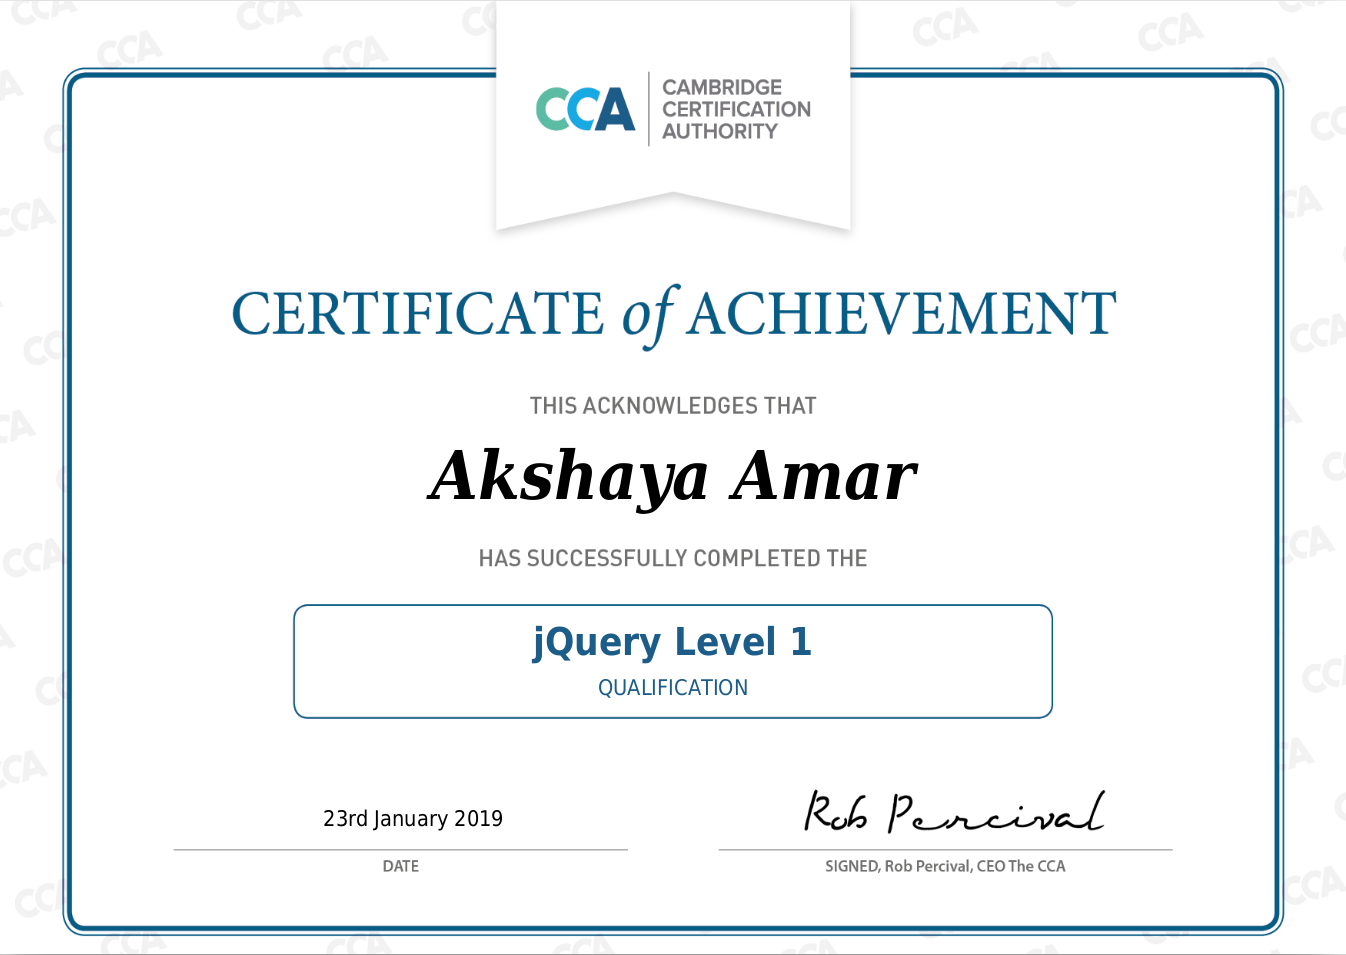 CCA
CAMBRIDGE
CERTIFICATION
AUTHORITY
CERTIFICATE of ACHIEVEMENT
THIS ACKNOWLEDGES THAT
Akshaya Amar
HAS SUCCESSFULLY COMPLETED THE
jQuery Level 1
QUALIFICATION
23rd January 2019
Rob Percival
DATE
SIGNED, Rob Percival, CEO The CCA